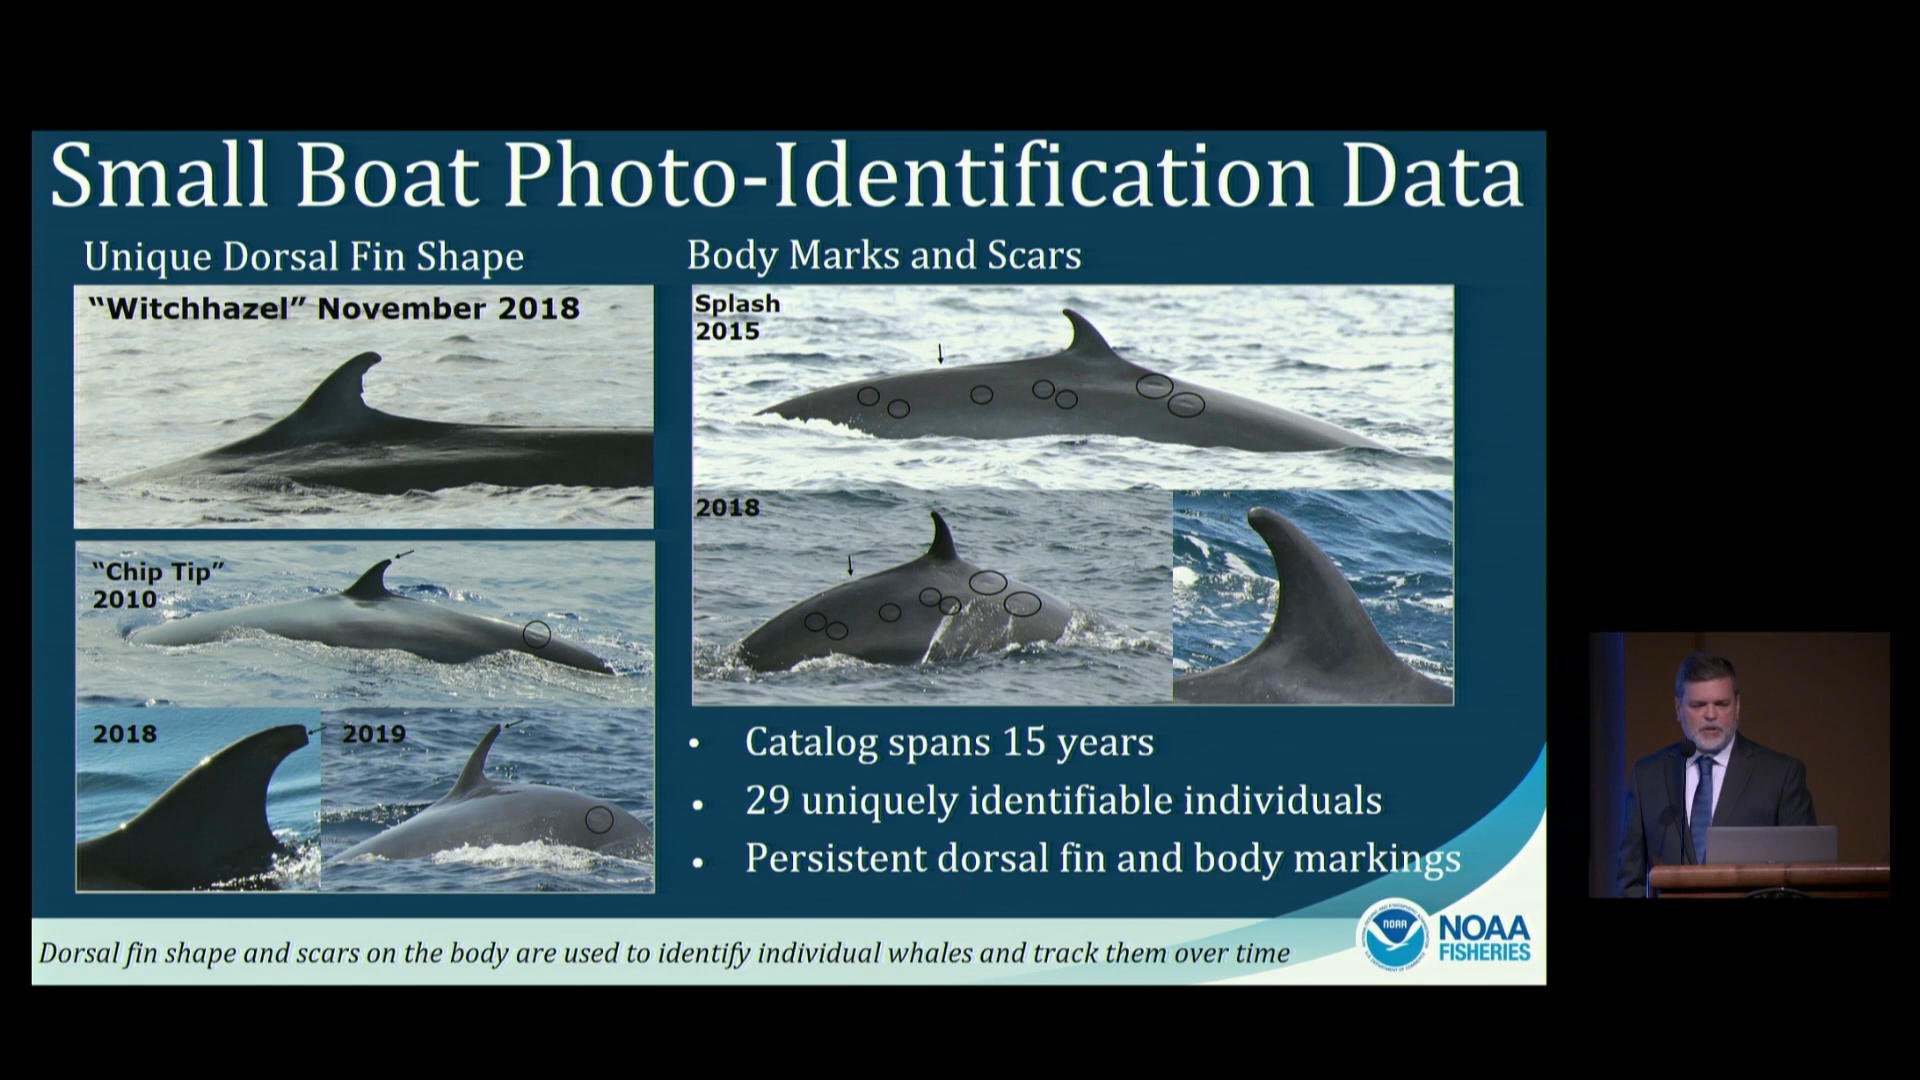 Small Boat Photo-Identification Data
Unique Dorsal Fin Shape
“Witchhazel” November 2018
“Chip Tip”
2010
2018
2019
Body Marks and Scars
Splash
2015
2018
• Catalog spans 15 years
• 29 uniquely identifiable individuals
• Persistent dorsal fin and body markings
Dorsal fin shape and scars on the body are used to identify individual whales and track them over time
NOAA
NOAA
FISHERIES